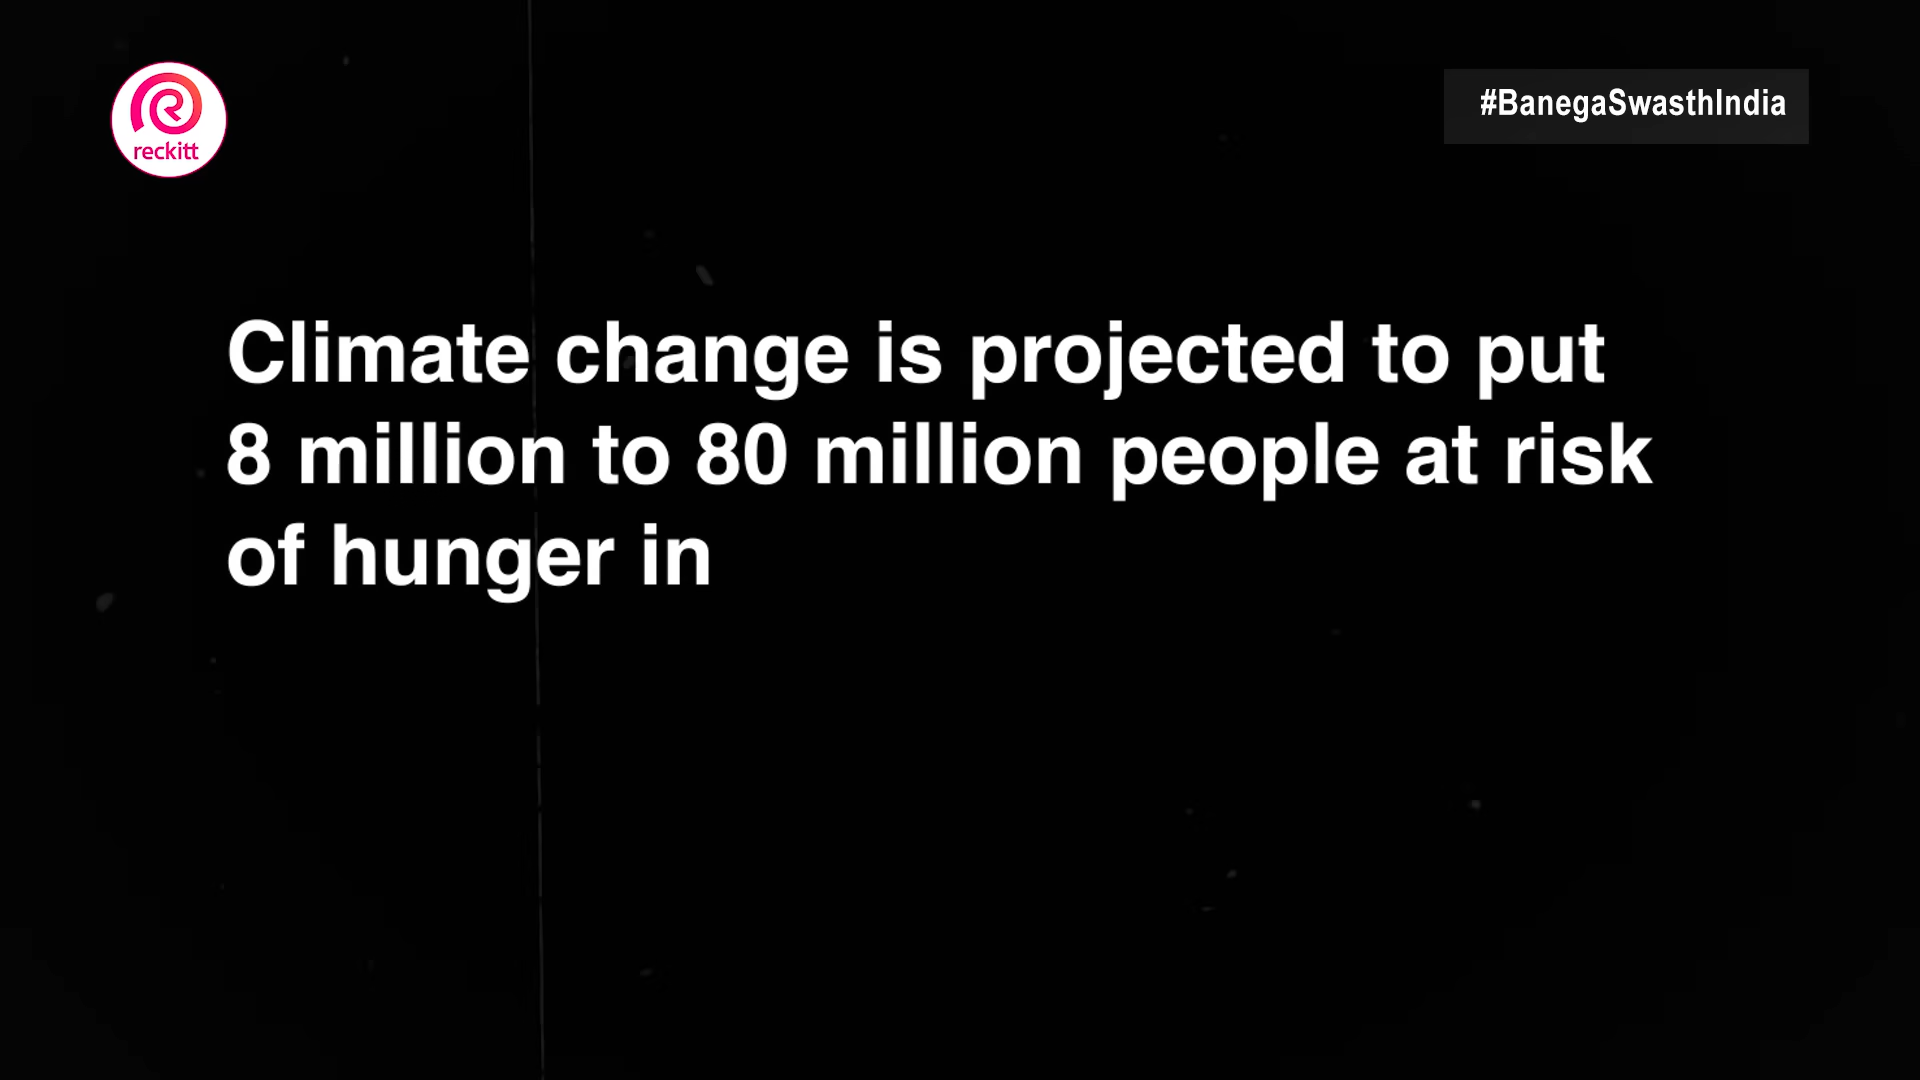 reckitt
#BanegaSwasthIndia
Climate change is projected to put
8 million to 80 million people at risk
of hunger in